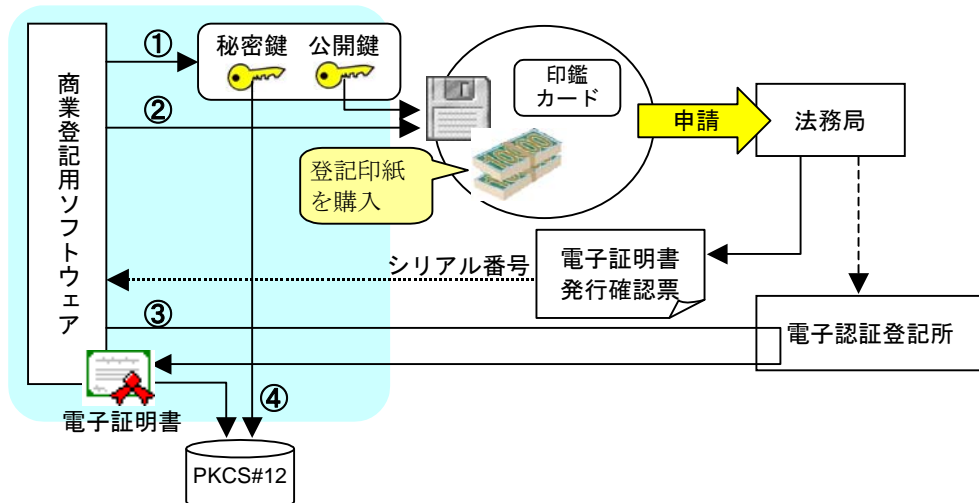 ①
秘密鍵 公開鍵
②
商業登記用ソフトウェア
印鑑
カード
申請
法務局
登記印紙
を購入
シリアル番号
電子証明書
発行確認票
③
電子認証登記所
電子証明書
④
PKCS#12